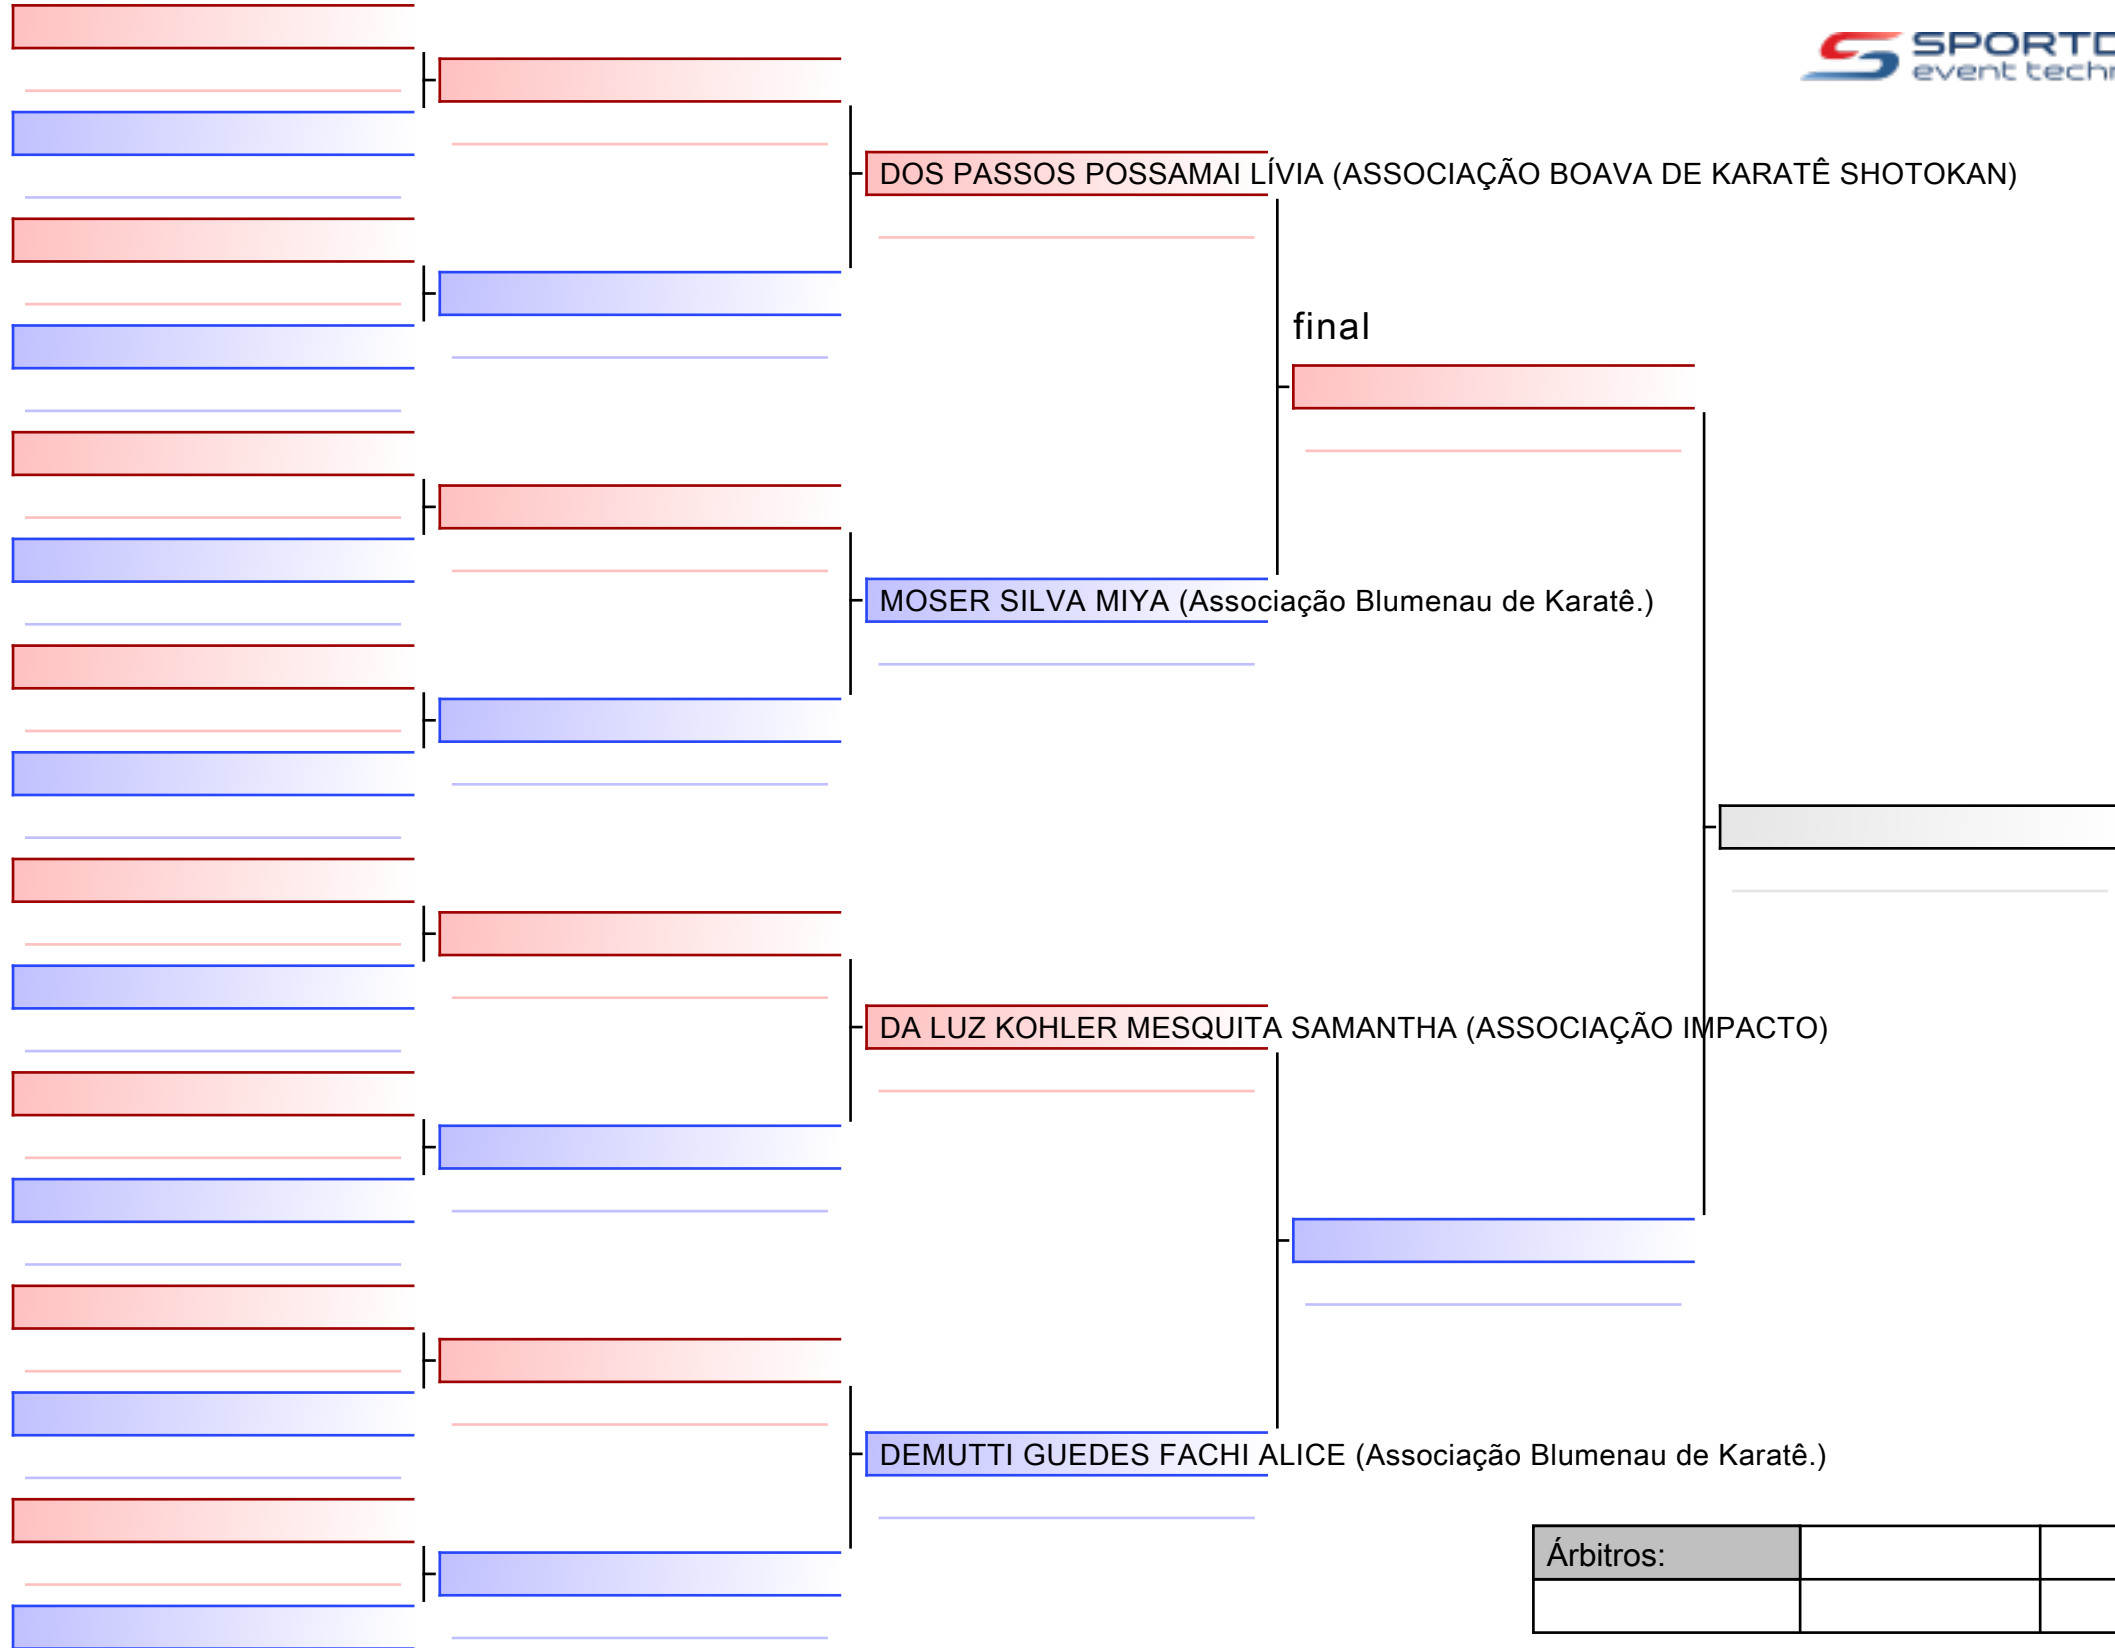 SPORTD
event techn
DOS PASSOS POSSAMAI LÍVIA (ASSOCIAÇÃO BOAVA DE KARATÊ SHOTOKAN)
final
MOSER SILVA MIYA (Associação Blumenau de Karatê.)
DA LUZ KOHLER MESQUITA SAMANTHA (ASSOCIAÇÃO IMPACTO)
DEMUTTI GUEDES FACHI ALICE (Associação Blumenau de Karatê.)
Árbitros: